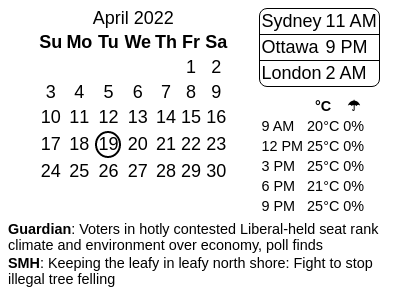 April 2022
Su Mo Tu We Th Fr Sa
1 2
3 4 5 6 7 8 9
10 11 12 13 14 15 16
17 18 19 20 21 22 23
24 25 26 27 28 29 30
Sydney 11 AM
Ottawa 9 PM
London 2 AM
°C ☂
9 AM 20°C 0%
12 PM 25°C 0%
3 PM 25°C 0%
6 PM 21°C 0%
9 PM 25°C 0%
Guardian: Voters in hotly contested Liberal-held seat rank
climate and environment over economy, poll finds
SMH: Keeping the leafy in leafy north shore: Fight to stop
illegal tree felling